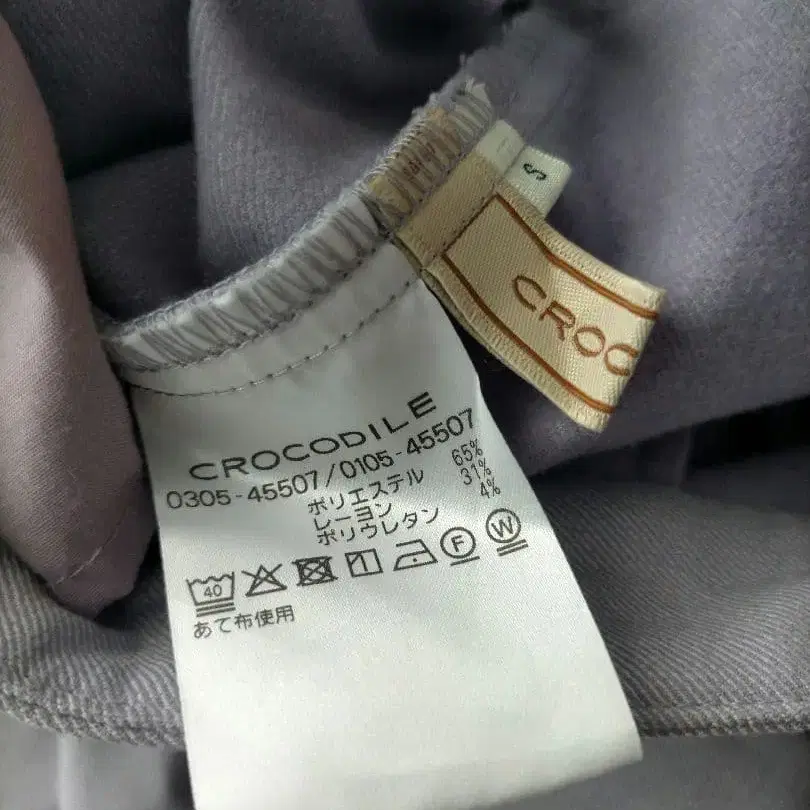 S
CROC
CROCODILE
0305-45507/0105-45507
ポリエステル 65%
レーヨン 31%
ポリウレタン 4%
40 F W
あて布使用